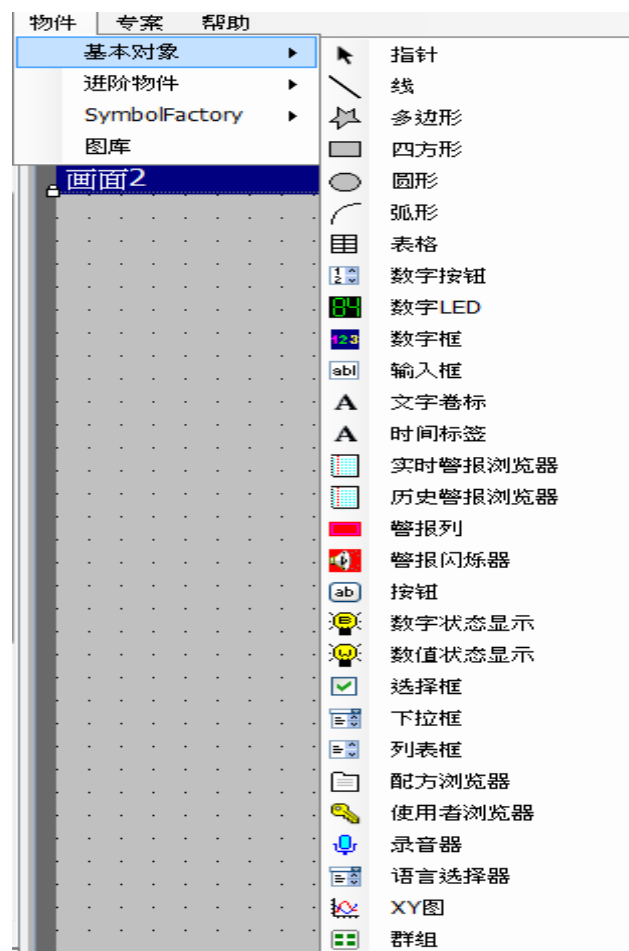 物件 专案 帮助
基本对象
进阶物件
SymbolFactory
图库
画面2
指针
线
多边形
四方形
圆形
弧形
表格
数字按钮
数字LED
数字框
输入框
文字卷标
时间标签
实时警报浏览器
历史警报浏览器
警报列
警报闪烁器
按钮
数字状态显示
数值状态显示
选择框
下拉框
列表框
配方浏览器
使用者浏览器
录音器
语言选择器
XY图
群组